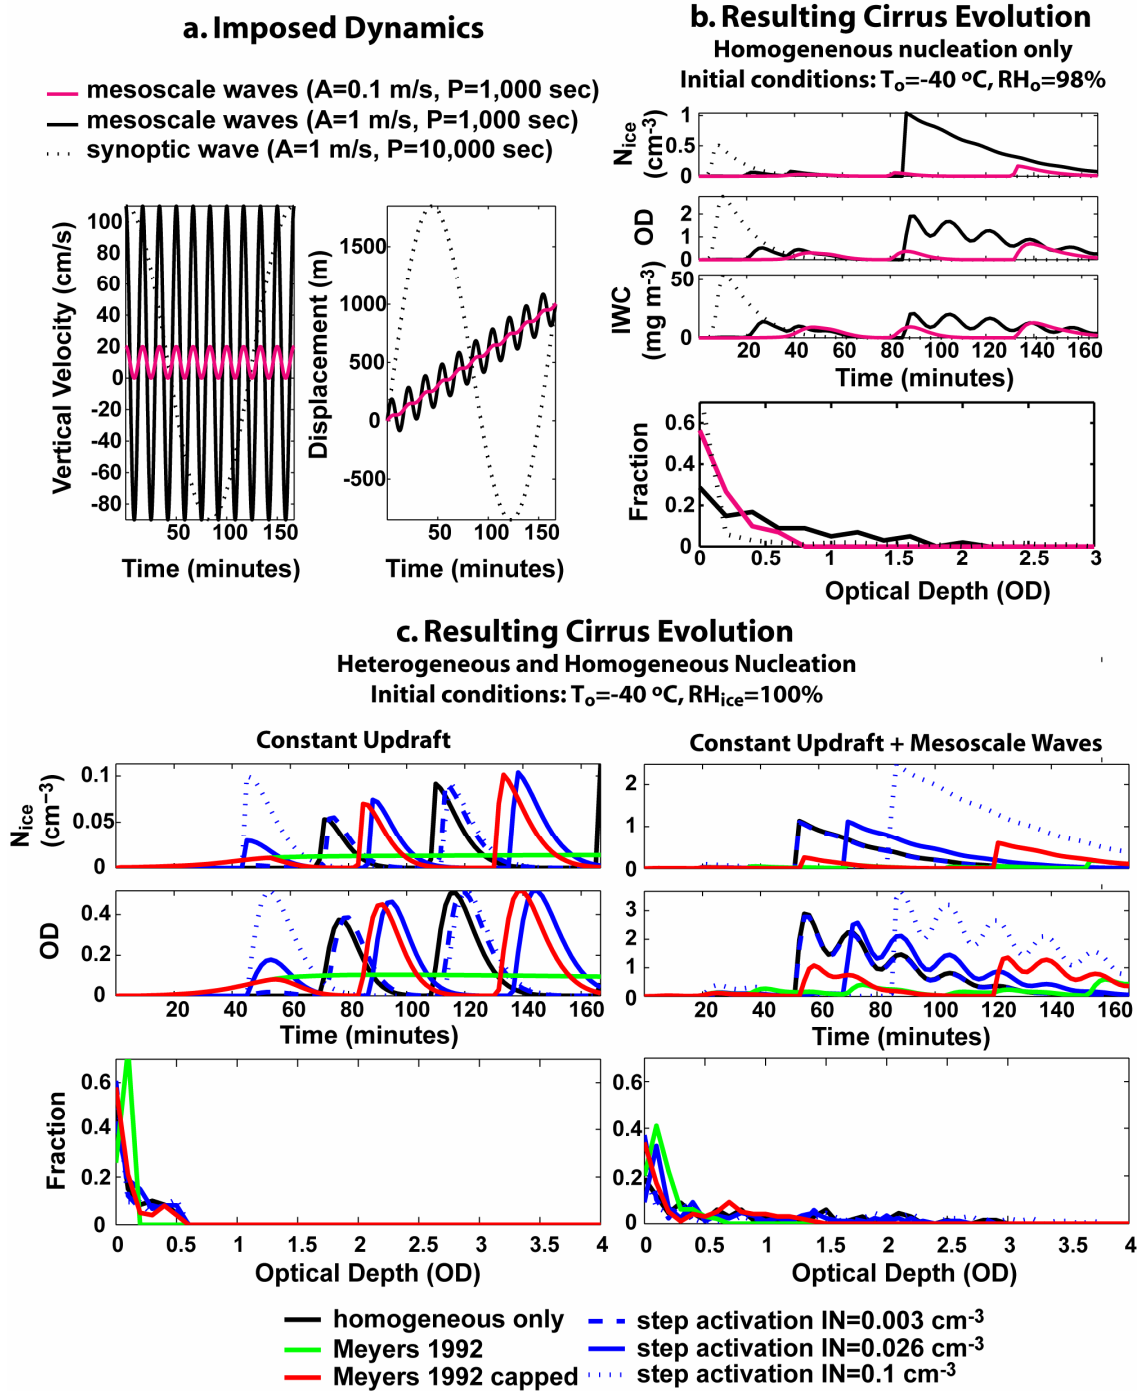 a. Imposed Dynamics
mesoscale waves (A=0.1 m/s, P=1,000 sec)
mesoscale waves (A=1 m/s, P=1,000 sec)
synoptic wave (A=1 m/s, P=10,000 sec)
Vertical Velocity (cm/s)
100
80
60
40
20
0
-20
-40
-60
-80
50
100
150
Time (minutes)
Displacement (m)
1500
1000
500
0
-500
50
100
150
Time (minutes)
b. Resulting Cirrus Evolution
Homogenenous nucleation only
Initial conditions: To=-40 ºC, RHo=98%
Nice
(cm-3)
1
0.5
0
OD
2
1
0
IWC
(mg m-3)
50
0
20 40 60 80 100 120 140 160
Time (minutes)
Fraction
0.6
0.4
0.2
0
0 0.5 1 1.5 2 2.5 3
Optical Depth (OD)
c. Resulting Cirrus Evolution
Heterogeneous and Homogeneous Nucleation
Initial conditions: To=-40 ºC, RHice=100%
Constant Updraft
Nice
(cm−3)
0.1
0.05
0
OD
0.4
0.2
0
20 40 60 80 100 120 140 160
Time (minutes)
Fraction
0.6
0.4
0.2
0
0 0.5 1 1.5 2 2.5 3 3.5 4
Optical Depth (OD)
Constant Updraft + Mesoscale Waves
2
1
0
3
2
1
0
20 40 60 80 100 120 140 160
Time (minutes)
0.6
0.4
0.2
0
0 0.5 1 1.5 2 2.5 3 3.5 4
Optical Depth (OD)
homogeneous only
Meyers 1992
Meyers 1992 capped
step activation IN=0.003 cm-3
step activation IN=0.026 cm-3
step activation IN=0.1 cm-3